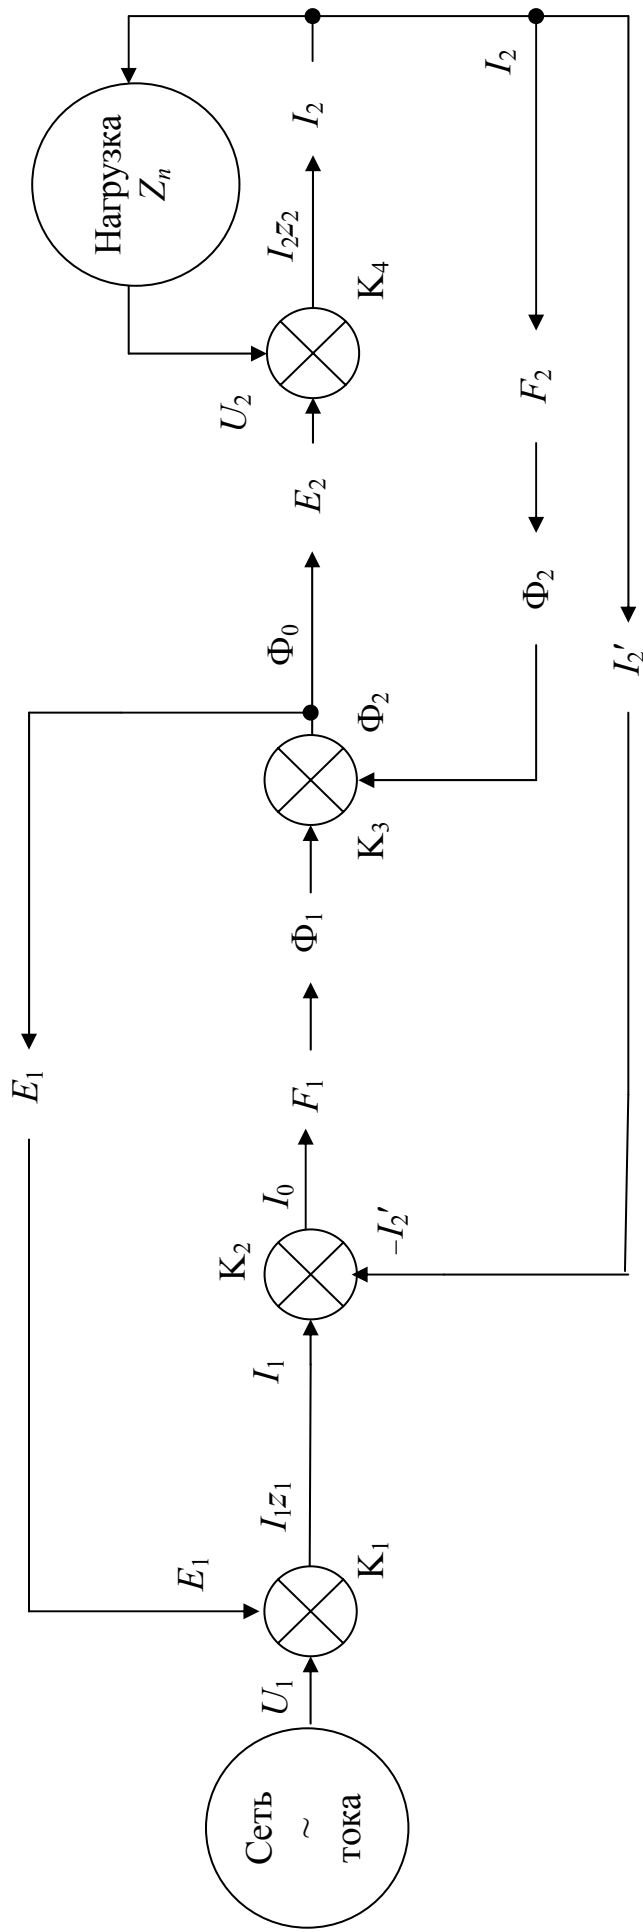 Сеть
~
тока
U₁
E₁
K₁
I₁z₁
I₁
K₂
I₀
–I₂′
E₁
F₁
Φ₁
K₃
Φ₂
Φ₀
E₂
U₂
K₄
I₂z₂
I₂
Нагрузка
Zₙ
I₂
F₂
Φ₂
I₂′